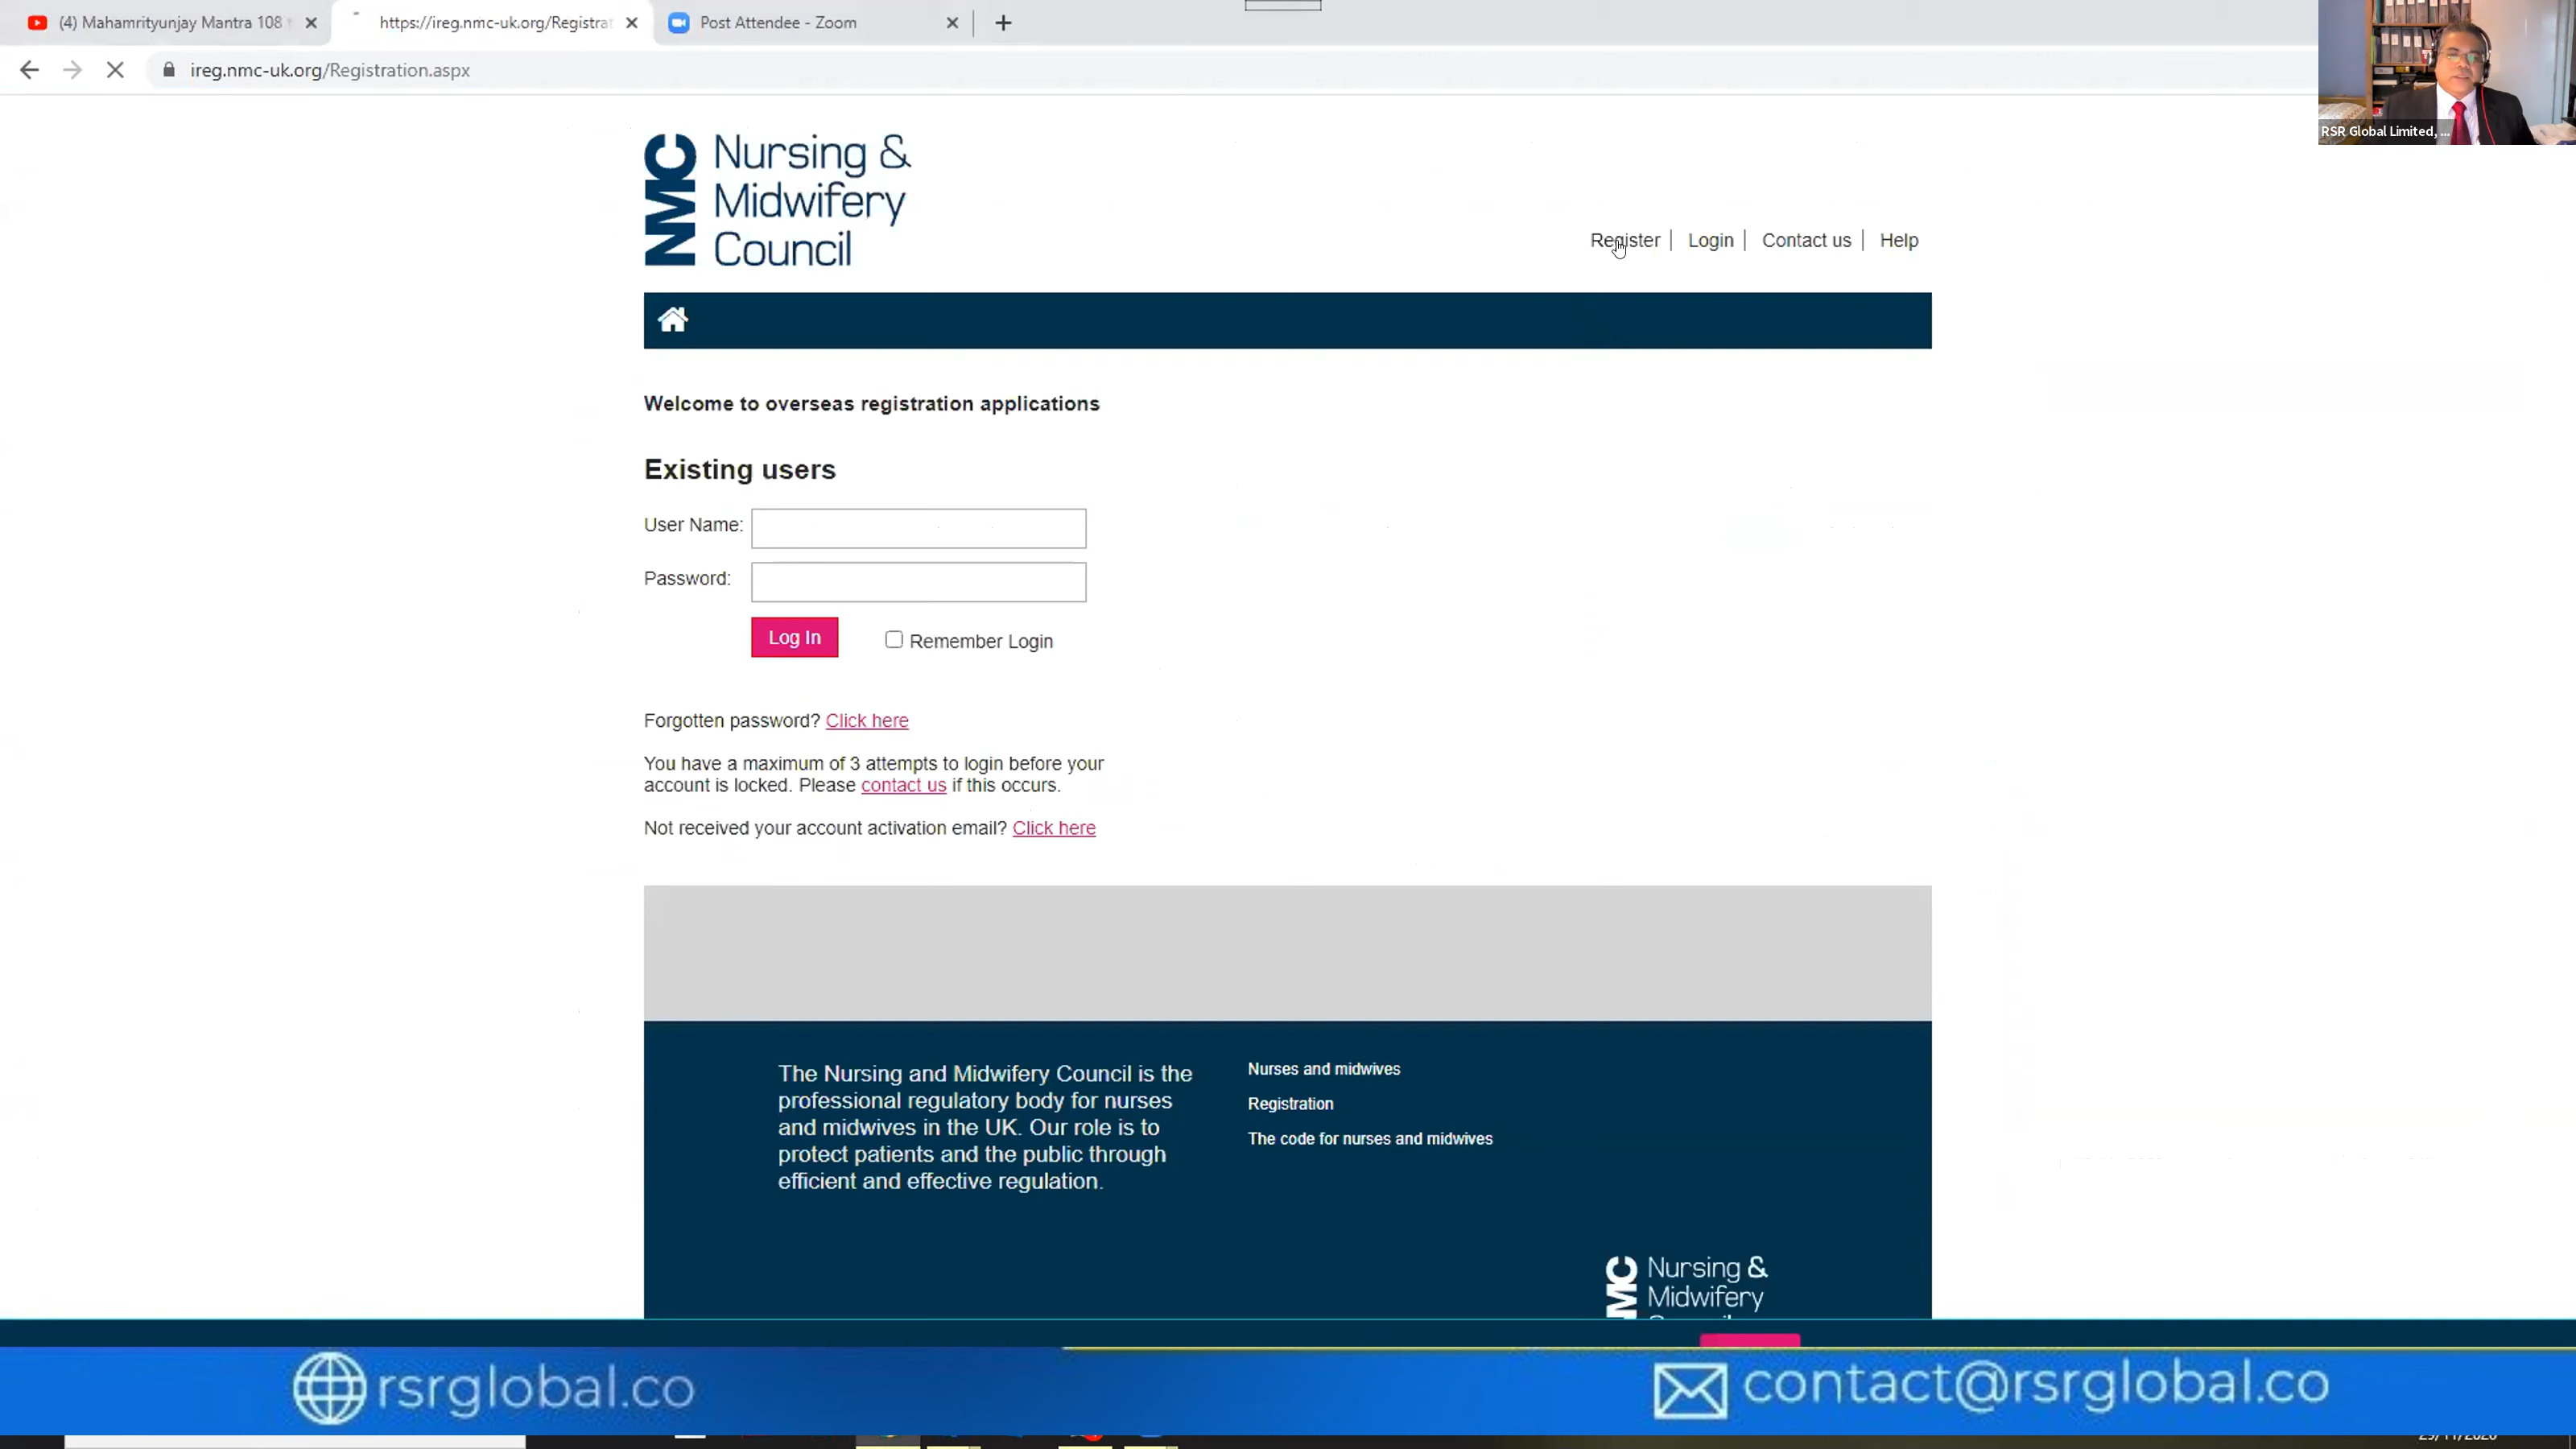 (4) Mahamrityunjay Mantra 108
https://ireg.nmc-uk.org/Registrat
Post Attendee - Zoom
ireg.nmc-uk.org/Registration.aspx
RSR Global Limited, ...
NMC
Nursing &
Midwifery
Council
Register | Login | Contact us | Help
Welcome to overseas registration applications
Existing users
User Name:
Password:
Log In
Remember Login
Forgotten password? Click here
You have a maximum of 3 attempts to login before your
account is locked. Please contact us if this occurs.
Not received your account activation email? Click here
The Nursing and Midwifery Council is the
professional regulatory body for nurses
and midwives in the UK. Our role is to
protect patients and the public through
efficient and effective regulation.
Nurses and midwives
Registration
The code for nurses and midwives
Nursing &
Midwifery
rsrglobal.co
contact@rsrglobal.co